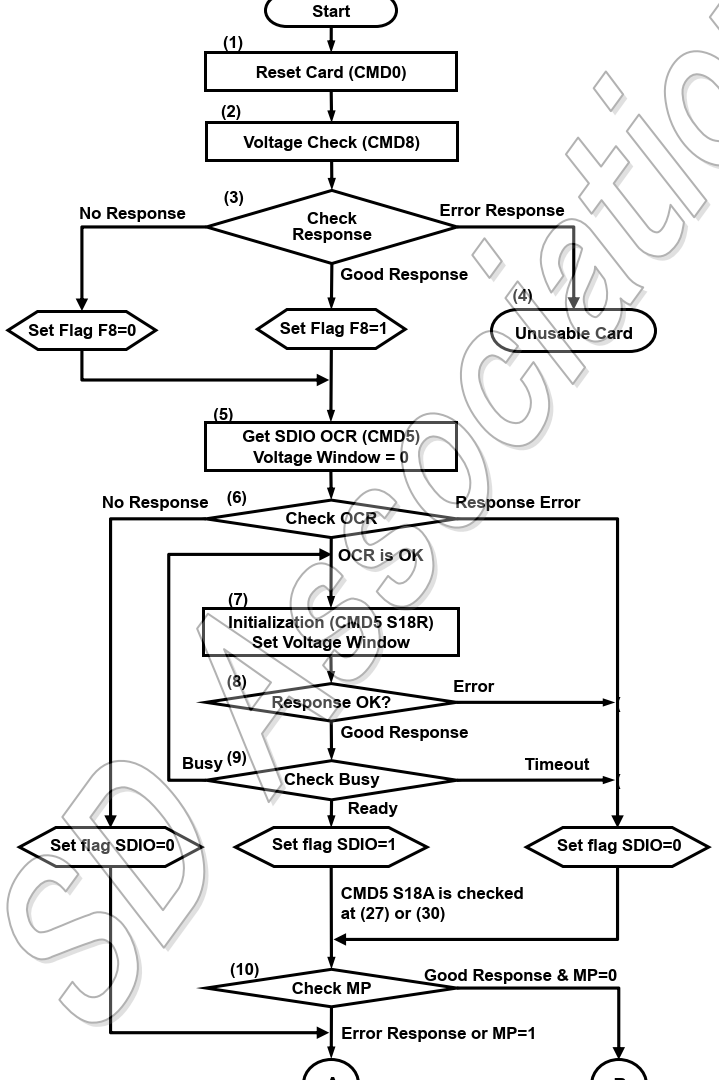 Start
(1)
Reset Card (CMD0)
(2)
Voltage Check (CMD8)
(3)
No Response
Check
Response
Error Response
Good Response
(4)
Set Flag F8=0
Set Flag F8=1
Unusable Card
(5)
Get SDIO OCR (CMD5)
Voltage Window = 0
No Response
(6)
Check OCR
Response Error
OCR is OK
(7)
Initialization (CMD5 S18R)
Set Voltage Window
(8)
Response OK?
Error
Good Response
Busy
(9)
Check Busy
Timeout
Ready
Set flag SDIO=0
Set flag SDIO=1
Set flag SDIO=0
CMD5 S18A is checked
at (27) or (30)
(10)
Check MP
Good Response & MP=0
Error Response or MP=1
SD Associatio